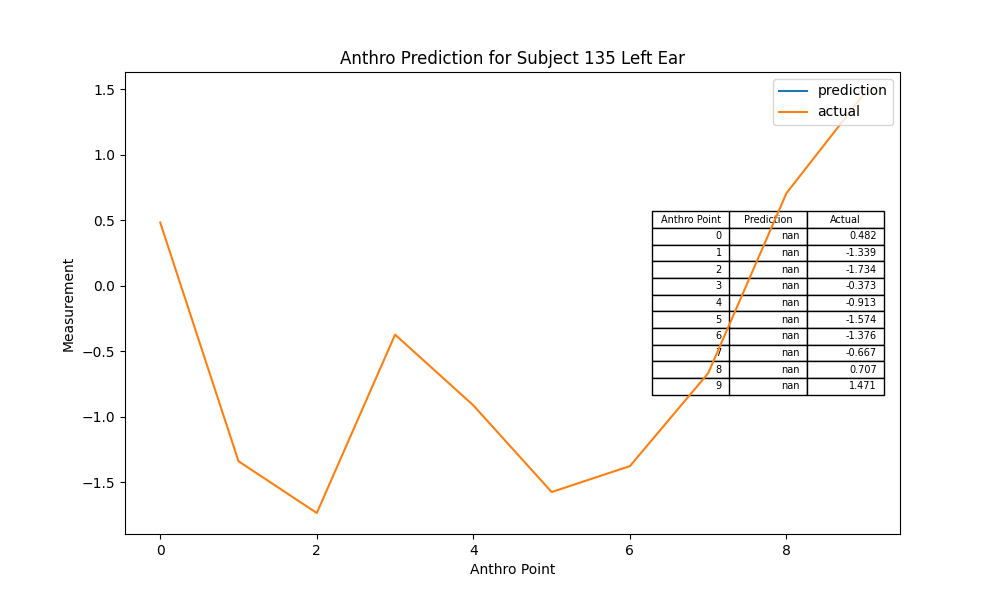 Anthro Prediction for Subject 135 Left Ear
1.5
1.0
0.5
0.0
−0.5
−1.0
−1.5
Measurement
prediction
actual
Anthro Point Prediction Actual
0 nan 0.482
1 nan -1.339
2 nan -1.734
3 nan -0.373
4 nan -0.913
5 nan -1.574
6 nan -1.376
7 nan -0.667
8 nan 0.707
9 nan 1.471
0 2 4 6 8
Anthro Point